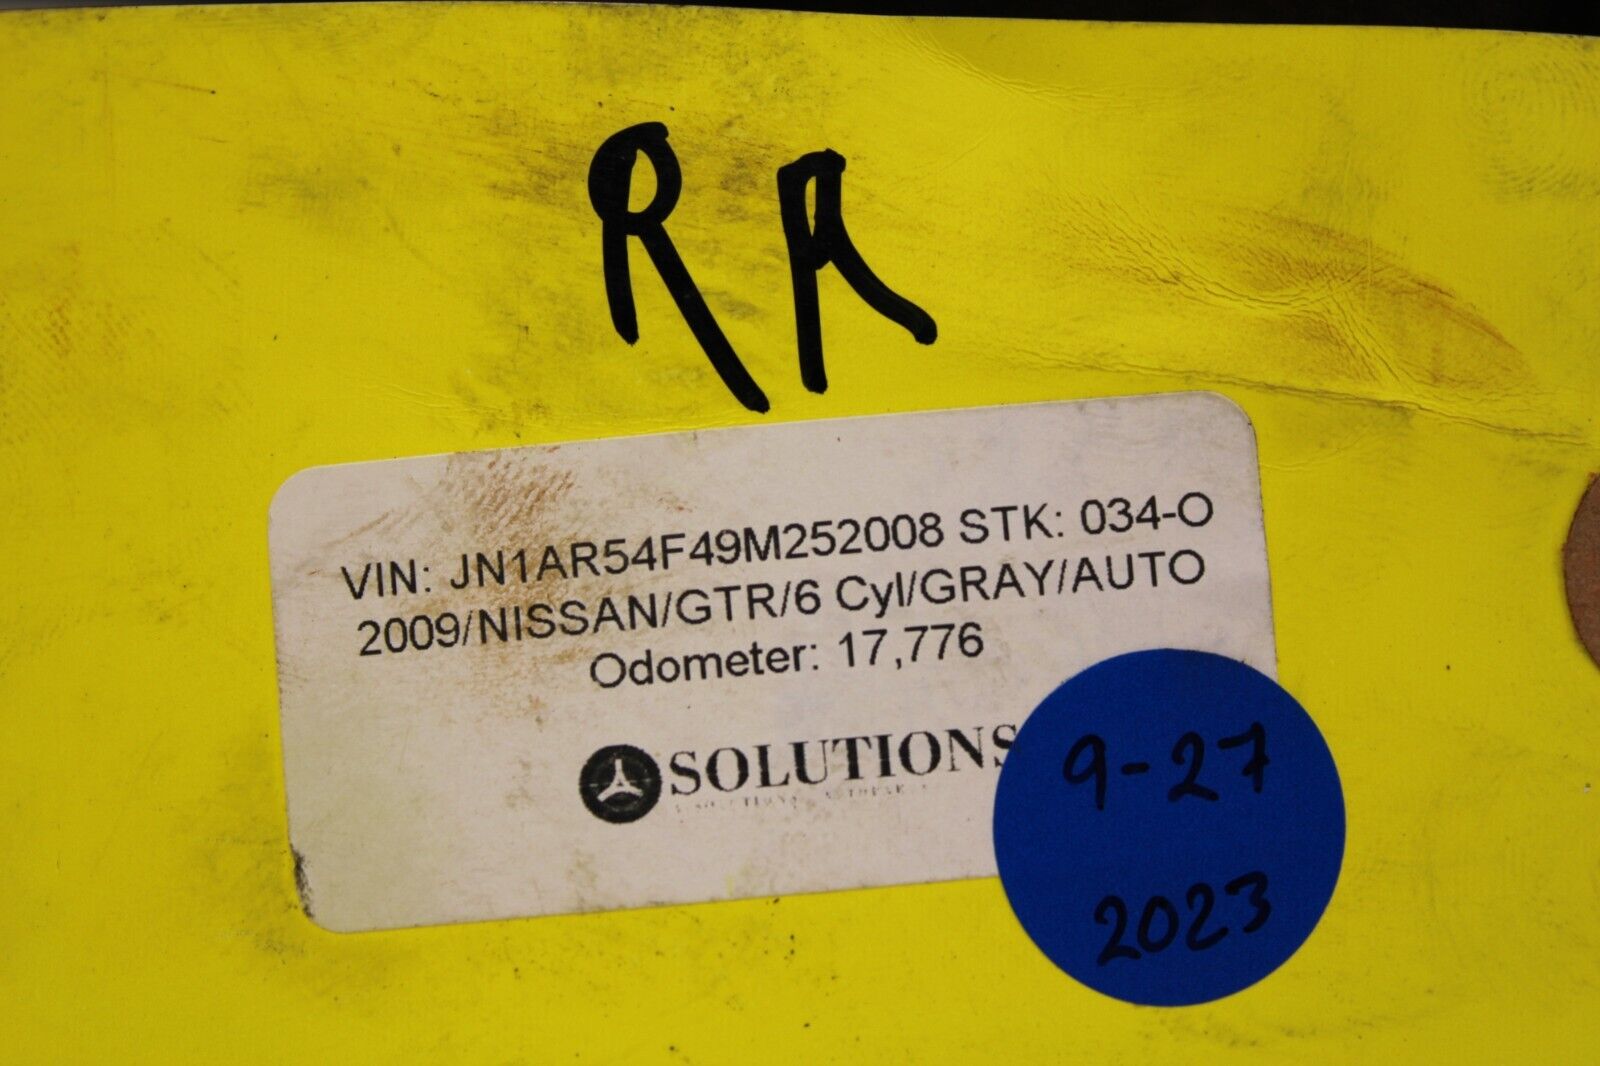 RR
VIN: JN1AR54F49M252008 STK: 034-O
2009/NISSAN/GTR/6 Cyl/GRAY/AUTO
Odometer: 17,776
SOLUTIONS
9-27
2023